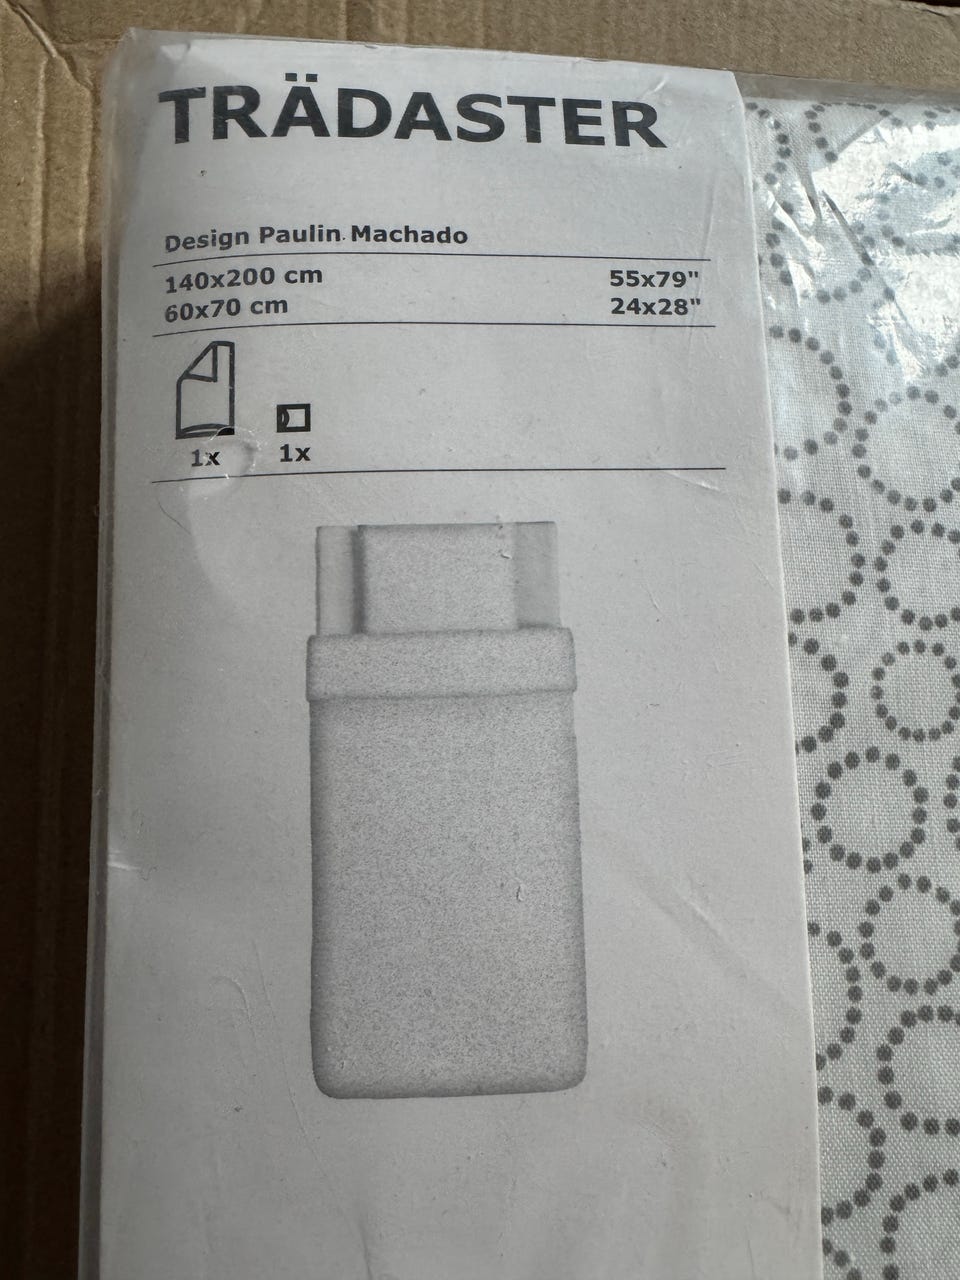 TRÄDASTER
Design Paulin Machado
140x200 cm 55x79"
60x70 cm 24x28"
1x 1x